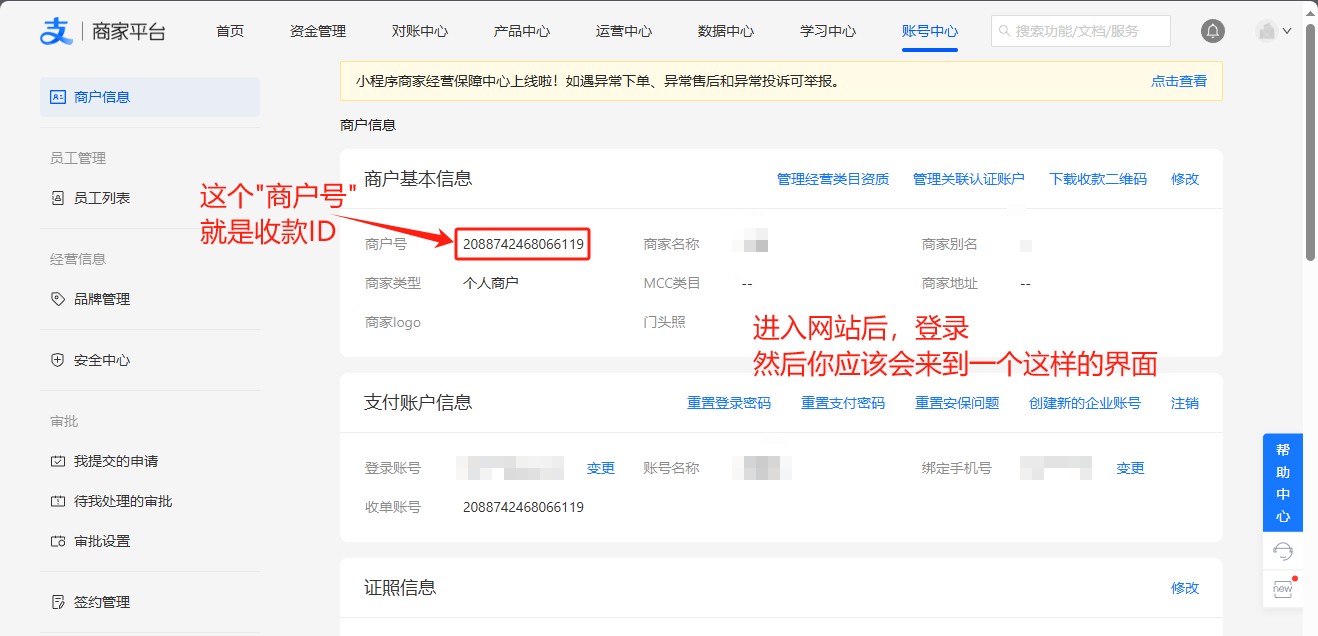 支 商家平台 首页 资金管理 对账中心 产品中心 运营中心 数据中心 学习中心 账号中心 搜索功能/文档/服务
小程序商家经营保障中心上线啦！如遇异常下单、异常售后和异常投诉可举报。 点击查看
商户信息
员工管理
员工列表
经营信息
品牌管理
安全中心
审批
我提交的申请
待我处理的审批
审批设置
签约管理
商户信息
商户基本信息 管理经营类目资质 管理关联认证账户 下载收款二维码 修改
这个"商户号"
就是收款ID
商户号 2088742468066119 商家名称 商家别名
商家类型 个人商户 MCC类目 -- 商家地址 --
商家logo 门头照
进入网站后，登录
然后你应该会来到一个这样的界面
支付账户信息 重置登录密码 重置支付密码 重置安保问题 创建新的企业账号 注销
登录账号 变更 账号名称 绑定手机号 变更
收单账号 2088742468066119
证照信息 修改
帮
助
中
心
new